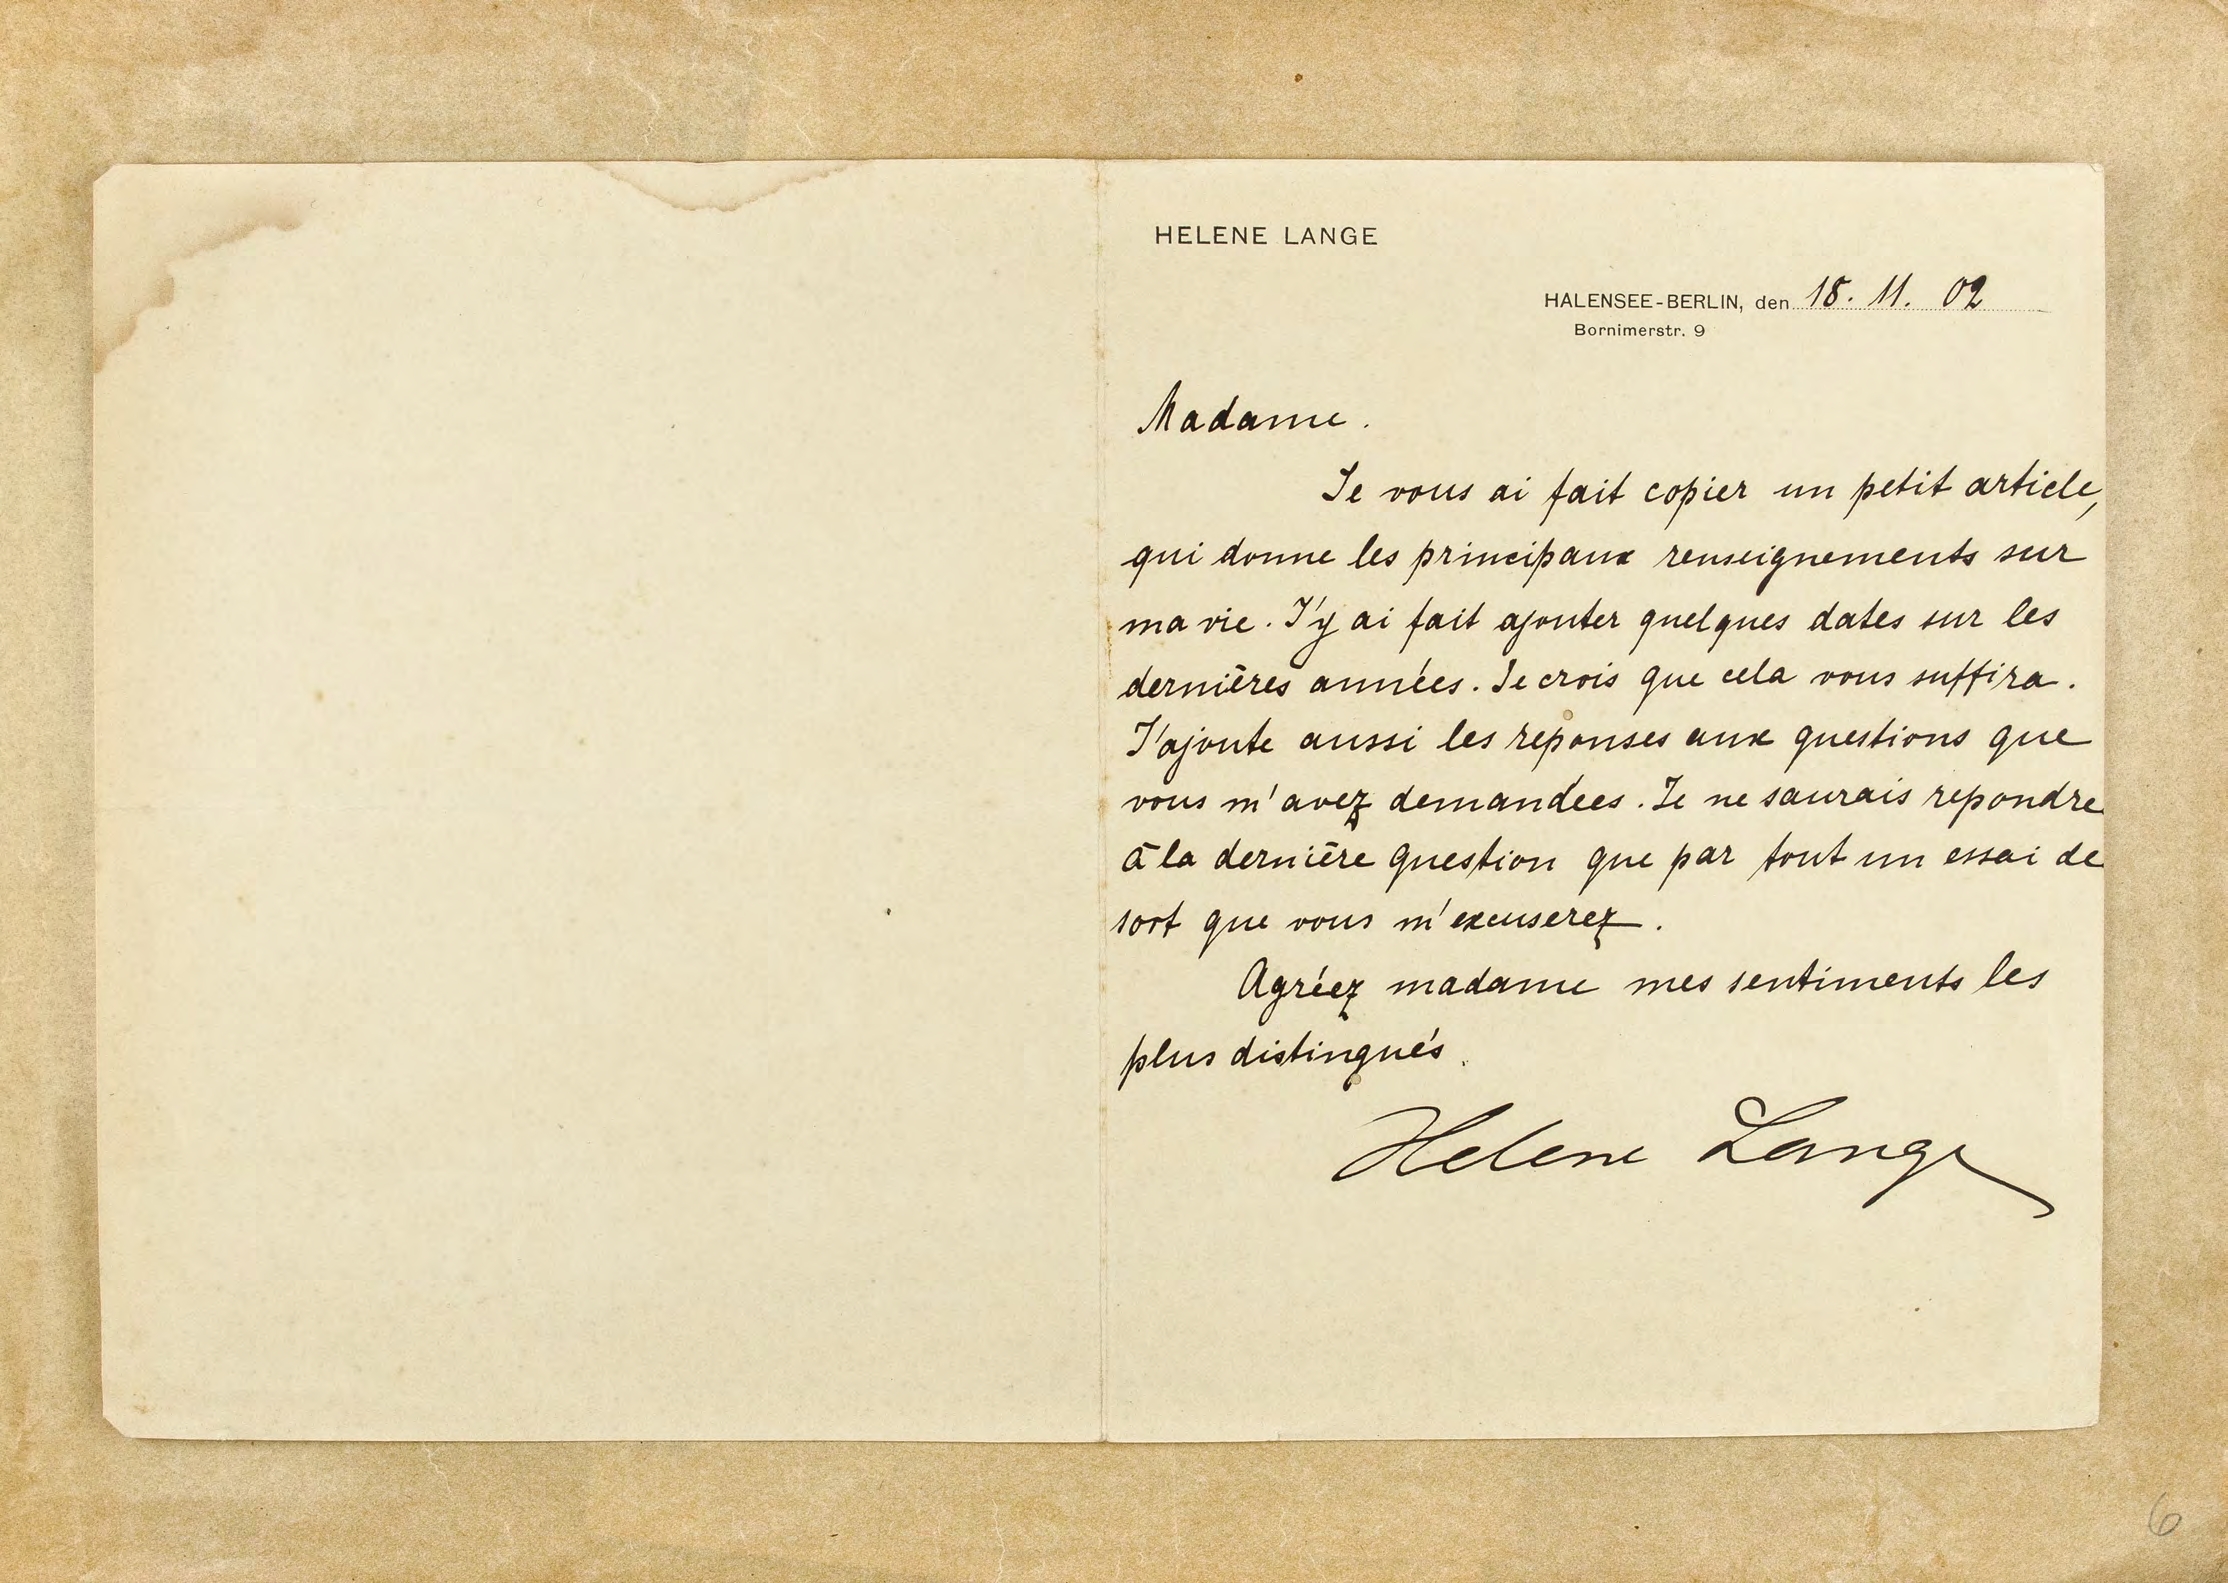 HELENE LANGE
HALENSEE-BERLIN, den 18. 11. 02
Bornimerstr. 9
Madame.
Je vous ai fait copier un petit article,
qui donne les principaux renseignements sur
ma vie. J'y ai fait ajouter quelques dates sur les
dernières années. Je crois que cela vous suffira.
J'ajoute aussi les reponses aux questions que
vous m'avez demandees. Je ne saurais repondre
à la dernière question que par tout un essai de
sort que vous m'excuserez.
Agréez madame mes sentiments les
plus distingués.
Helene Lange
6